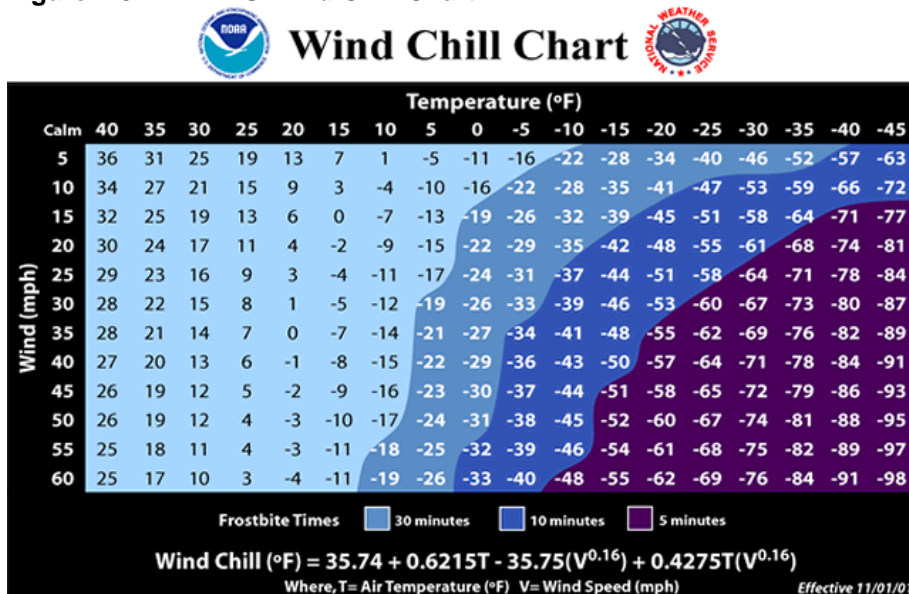 NOAA
Wind Chill Chart
NATIONAL WEATHER SERVICE
Temperature (ºF)
Calm 40 35 30 25 20 15 10 5 0 -5 -10 -15 -20 -25 -30 -35 -40 -45
5 36 31 25 19 13 7 1 -5 -11 -16 -22 -28 -34 -40 -46 -52 -57 -63
10 34 27 21 15 9 3 -4 -10 -16 -22 -28 -35 -41 -47 -53 -59 -66 -72
15 32 25 19 13 6 0 -7 -13 -19 -26 -32 -39 -45 -51 -58 -64 -71 -77
20 30 24 17 11 4 -2 -9 -15 -22 -29 -35 -42 -48 -55 -61 -68 -74 -81
25 29 23 16 9 3 -4 -11 -17 -24 -31 -37 -44 -51 -58 -64 -71 -78 -84
30 28 22 15 8 1 -5 -12 -19 -26 -33 -39 -46 -53 -60 -67 -73 -80 -87
35 28 21 14 7 0 -7 -14 -21 -27 -34 -41 -48 -55 -62 -69 -76 -82 -89
40 27 20 13 6 -1 -8 -15 -22 -29 -36 -43 -50 -57 -64 -71 -78 -84 -91
45 26 19 12 5 -2 -9 -16 -23 -30 -37 -44 -51 -58 -65 -72 -79 -86 -93
50 26 19 12 4 -3 -10 -17 -24 -31 -38 -45 -52 -60 -67 -74 -81 -88 -95
55 25 18 11 4 -3 -11 -18 -25 -32 -39 -46 -54 -61 -68 -75 -82 -89 -97
60 25 17 10 3 -4 -11 -19 -26 -33 -40 -48 -55 -62 -69 -76 -84 -91 -98
Wind (mph)
Frostbite Times 30 minutes 10 minutes 5 minutes
Wind Chill (ºF) = 35.74 + 0.6215T - 35.75(V0.16) + 0.4275T(V0.16)
Where, T= Air Temperature (ºF) V= Wind Speed (mph)
Effective 11/01/01